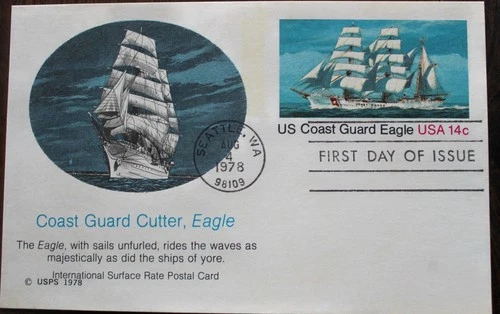 US Coast Guard Eagle USA 14c
SEATTLE, WA
AUG
4
1978
98109
FIRST DAY OF ISSUE
Coast Guard Cutter, Eagle
The Eagle, with sails unfurled, rides the waves as
majestically as did the ships of yore.
International Surface Rate Postal Card
© USPS 1978